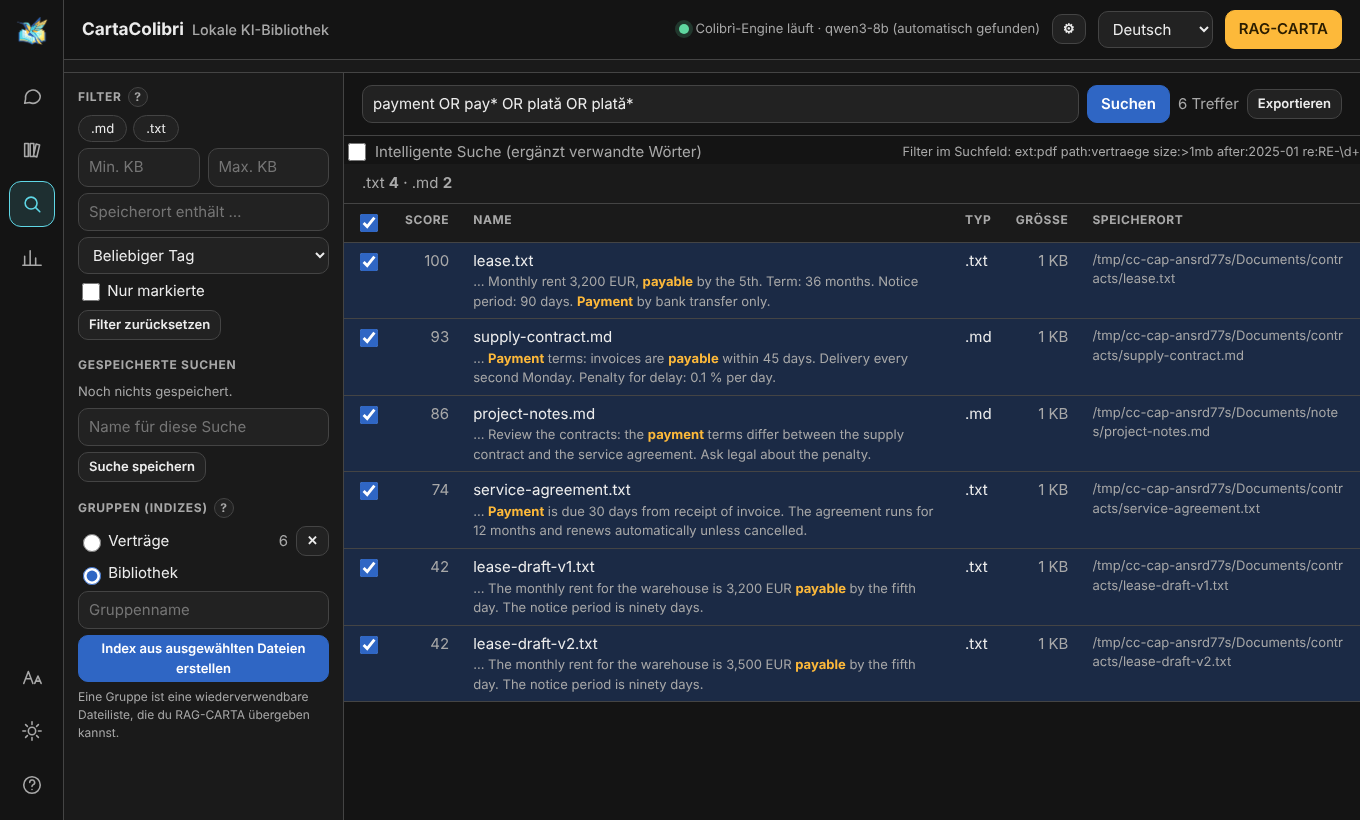 CartaColibri Lokale KI-Bibliothek
Colibrì-Engine läuft · qwen3-8b (automatisch gefunden)
Deutsch
RAG-CARTA
FILTER ?
.md .txt
Min. KB Max. KB
Speicherort enthält ...
Beliebiger Tag
Nur markierte
Filter zurücksetzen
GESPEICHERTE SUCHEN
Noch nichts gespeichert.
Name für diese Suche
Suche speichern
GRUPPEN (INDIZES) ?
Verträge 6 ✕
Bibliothek
Gruppenname
Index aus ausgewählten Dateien
erstellen
Eine Gruppe ist eine wiederverwendbare
Dateiliste, die du RAG-CARTA übergeben
kannst.
payment OR pay* OR plată OR plată*
Suchen 6 Treffer Exportieren
Intelligente Suche (ergänzt verwandte Wörter)
Filter im Suchfeld: ext:pdf path:vertraege size:>1mb after:2025-01 re:RE-\d+
.txt 4 · .md 2
SCORE NAME TYP GRÖSSE SPEICHERORT
100 lease.txt .txt 1 KB /tmp/cc-cap-ansrd77s/Documents/contr
acts/lease.txt
... Monthly rent 3,200 EUR, payable by the 5th. Term: 36 months. Notice
period: 90 days. Payment by bank transfer only.
93 supply-contract.md .md 1 KB /tmp/cc-cap-ansrd77s/Documents/contr
acts/supply-contract.md
... Payment terms: invoices are payable within 45 days. Delivery every
second Monday. Penalty for delay: 0.1 % per day.
86 project-notes.md .md 1 KB /tmp/cc-cap-ansrd77s/Documents/note
s/project-notes.md
... Review the contracts: the payment terms differ between the supply
contract and the service agreement. Ask legal about the penalty.
74 service-agreement.txt .txt 1 KB /tmp/cc-cap-ansrd77s/Documents/contr
acts/service-agreement.txt
... Payment is due 30 days from receipt of invoice. The agreement runs for
12 months and renews automatically unless cancelled.
42 lease-draft-v1.txt .txt 1 KB /tmp/cc-cap-ansrd77s/Documents/contr
acts/lease-draft-v1.txt
... The monthly rent for the warehouse is 3,200 EUR payable by the fifth
day. The notice period is ninety days.
42 lease-draft-v2.txt .txt 1 KB /tmp/cc-cap-ansrd77s/Documents/contr
acts/lease-draft-v2.txt
... The monthly rent for the warehouse is 3,500 EUR payable by the fifth
day. The notice period is ninety days.
AA
?